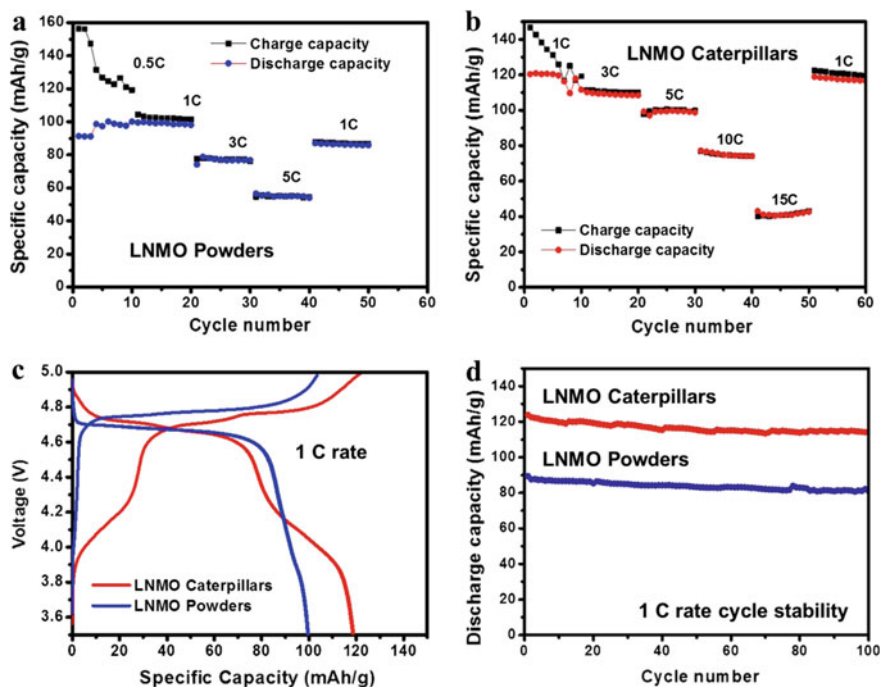 a
160
140
120
100
80
60
40
20
0
0 10 20 30 40 50 60
Specific capacity (mAh/g)
Cycle number
Charge capacity
Discharge capacity
0.5C
1C
3C
5C
1C
LNMO Powders
b
160
140
120
100
80
60
40
20
0
0 10 20 30 40 50 60
Specific capacity (mAh/g)
Cycle number
LNMO Caterpillars
1C
3C
5C
10C
15C
1C
Charge capacity
Discharge capacity
c
5.0
4.8
4.6
4.4
4.2
4.0
3.8
3.6
0 20 40 60 80 100 120 140
Voltage (V)
Specific Capacity (mAh/g)
1 C rate
LNMO Caterpillars
LNMO Powders
d
140
120
100
80
60
40
20
0
0 20 40 60 80 100
Discharge capacity (mAh/g)
Cycle number
LNMO Caterpillars
LNMO Powders
1 C rate cycle stability